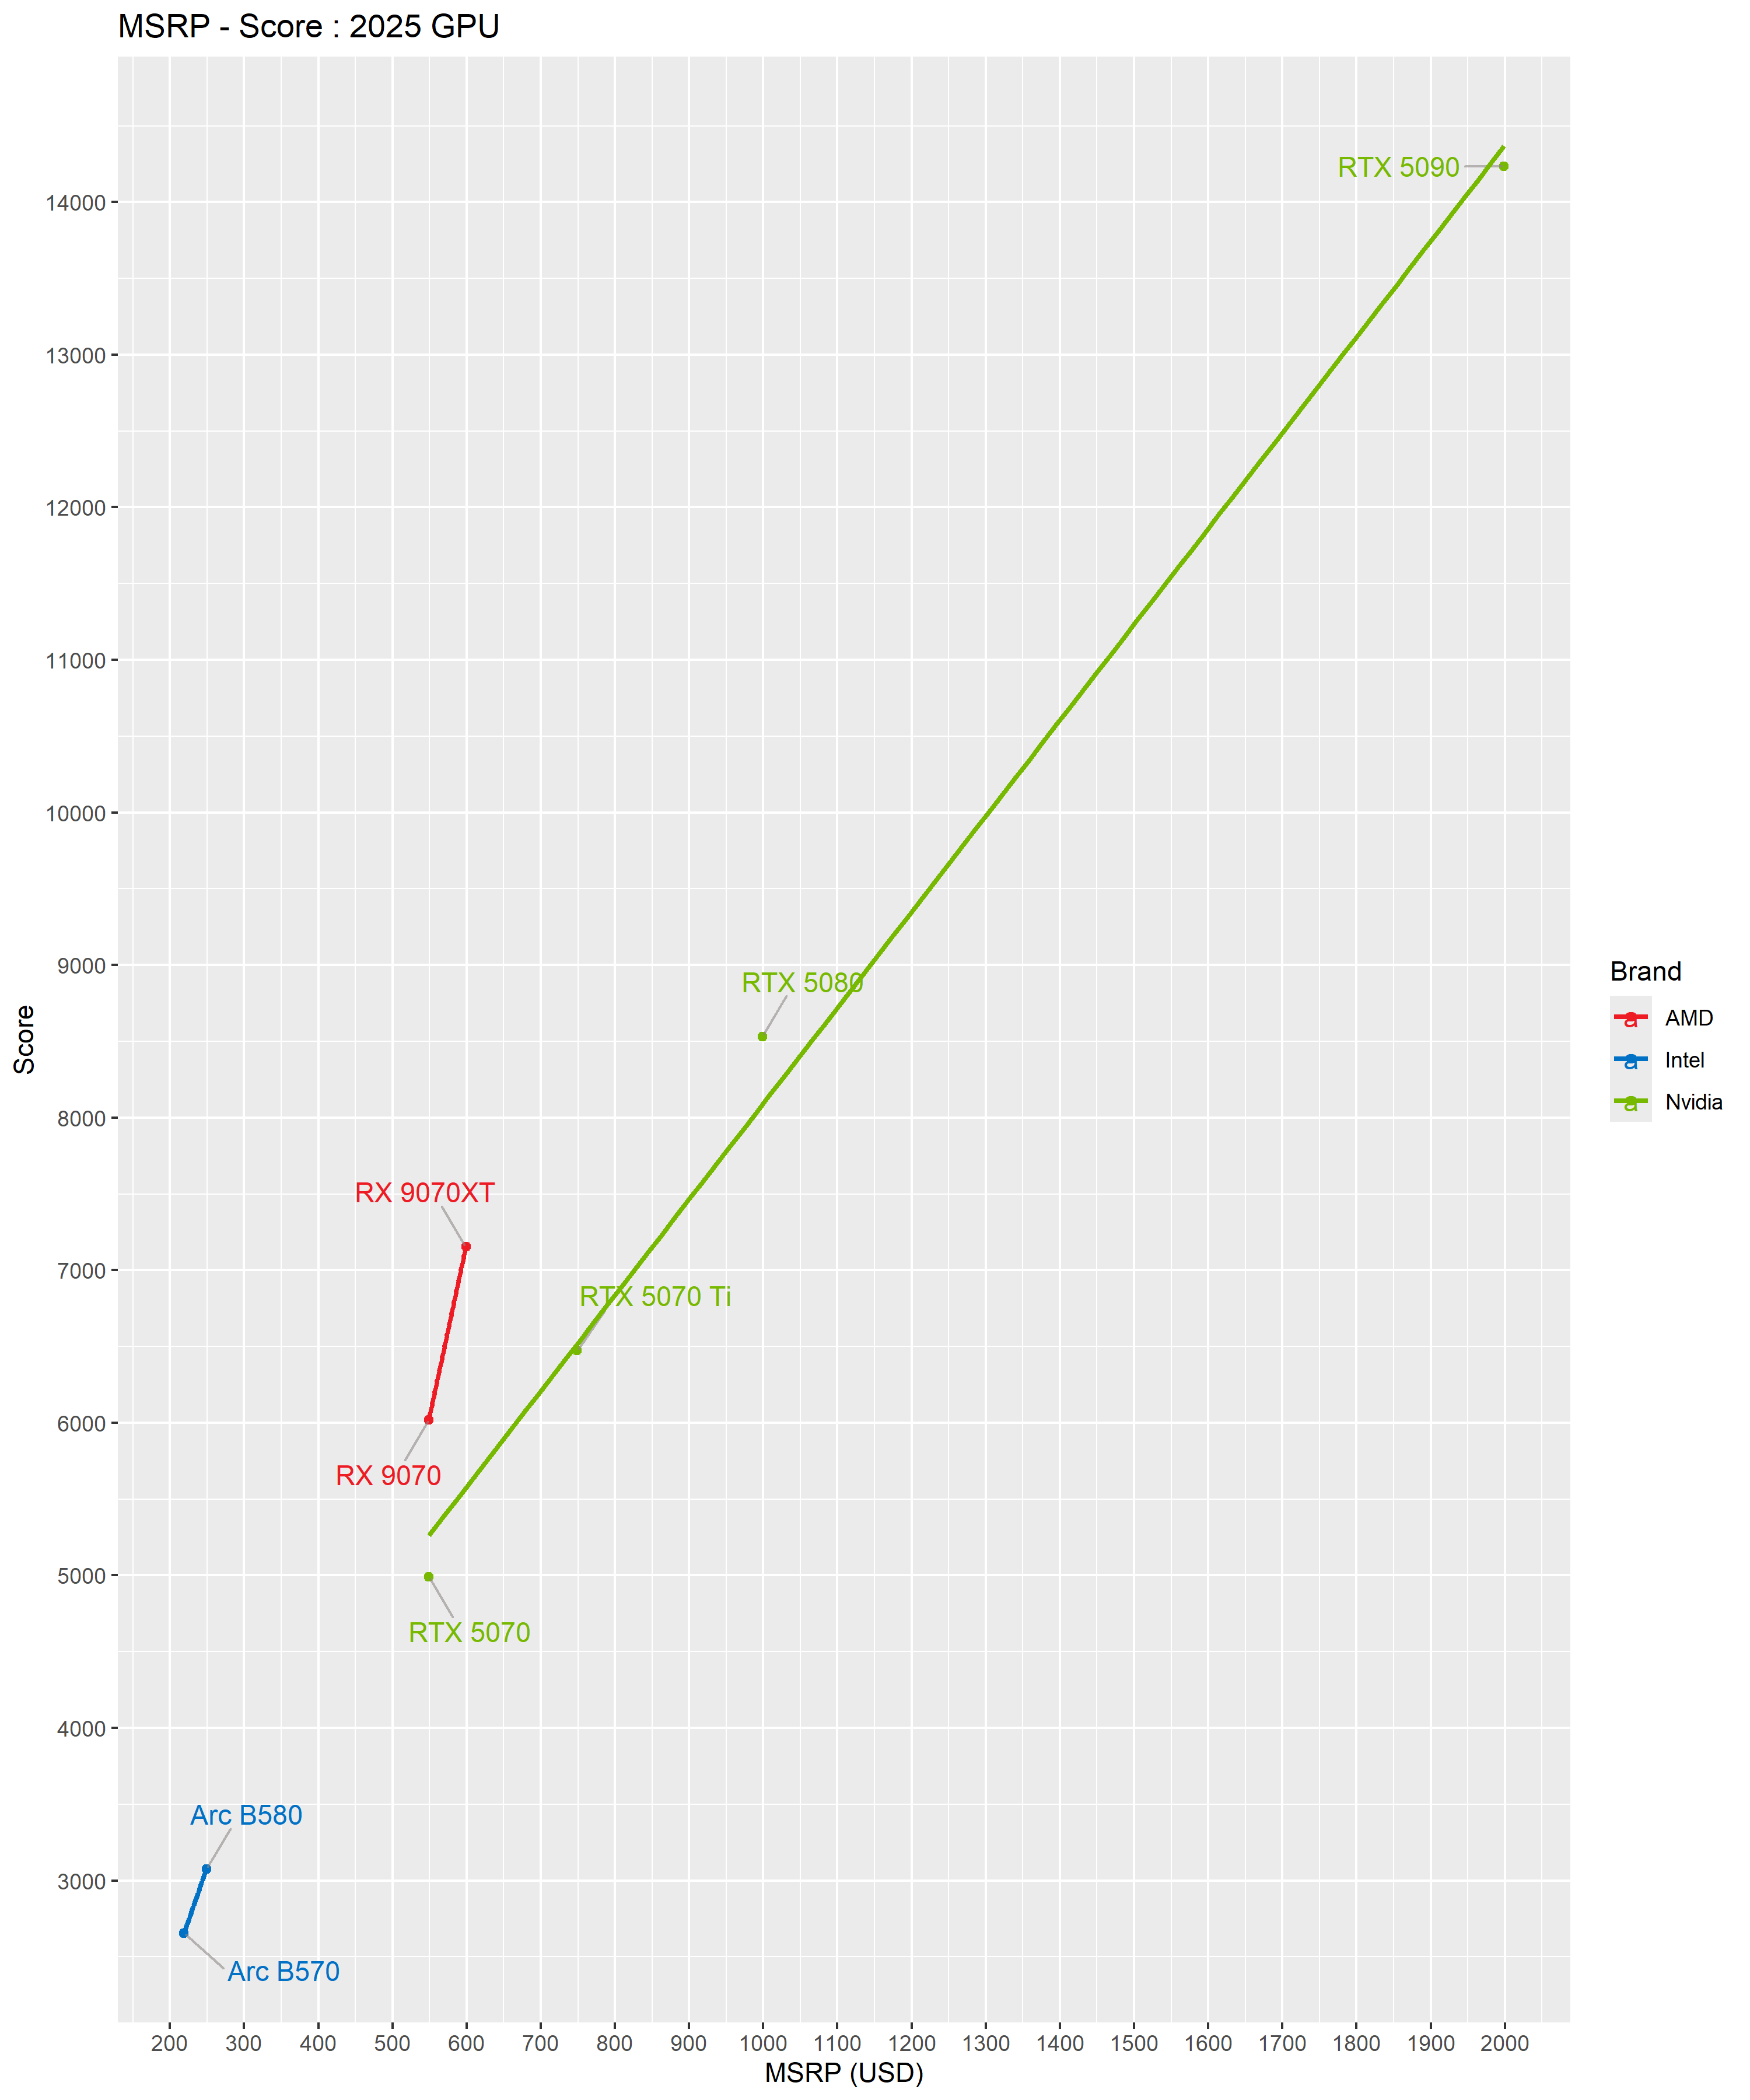 MSRP - Score : 2025 GPU
RTX 5090
14000
13000
12000
11000
10000
9000
RTX 5080
Score
Brand
a AMD
a Intel
a Nvidia
8000
RX 9070XT
7000
RTX 5070 Ti
6000
RX 9070
5000
RTX 5070
4000
Arc B580
3000
Arc B570
200 300 400 500 600 700 800 900 1000 1100 1200 1300 1400 1500 1600 1700 1800 1900 2000
MSRP (USD)